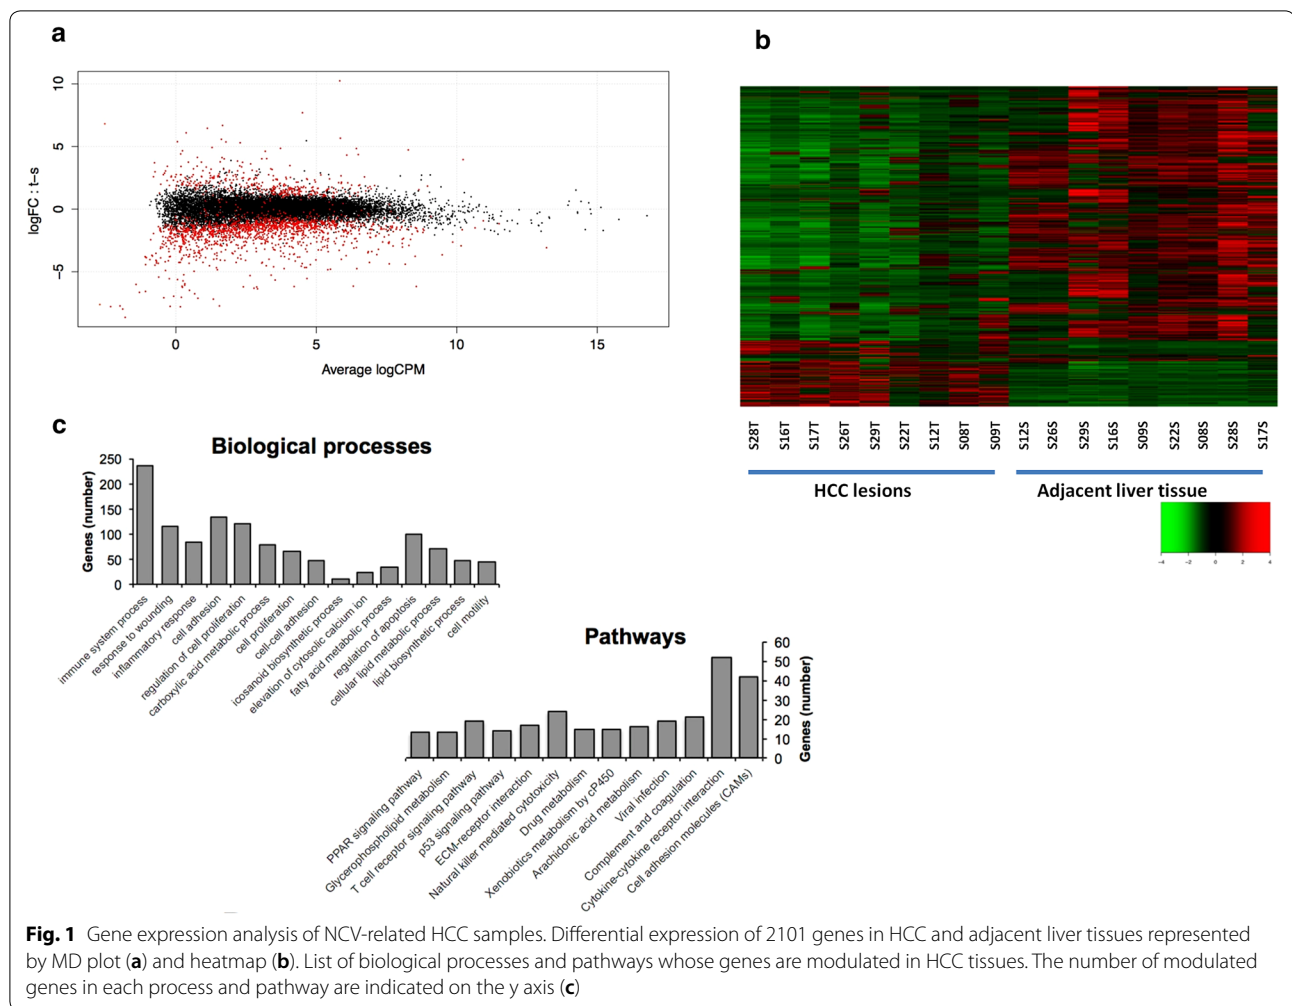 a
10
5
0
−5
logFC : t−s
0 5 10 15
Average logCPM
b
S28T S16T S17T S26T S29T S22T S12T S08T S09T S12S S26S S29S S16S S09S S22S S08S S28S S17S
HCC lesions Adjacent liver tissue
-4 -2 0 2 4
c
Biological processes
Genes (number)
250
200
150
100
50
0
immune system process
response to wounding
inflammatory response
cell adhesion
regulation of cell proliferation
carboxylic acid metabolic process
cell proliferation
cell-cell adhesion
icosanoid biosynthetic process
elevation of cytosolic calcium ion
fatty acid metabolic process
regulation of apoptosis
cellular lipid metabolic process
lipid biosynthetic process
cell motility
Pathways
60
50
40
30
20
10
0
Genes (number)
PPAR signaling pathway
Glycerophospholipid metabolism
T cell receptor signaling pathway
p53 signaling pathway
ECM-receptor interaction
Natural killer mediated cytotoxicity
Drug metabolism
Xenobiotics metabolism by cP450
Arachidonic acid metabolism
Viral infection
Complement and coagulation
Cytokine-cytokine receptor interaction
Cell adhesion molecules (CAMs)
Fig. 1 Gene expression analysis of NCV-related HCC samples. Differential expression of 2101 genes in HCC and adjacent liver tissues represented
by MD plot (a) and heatmap (b). List of biological processes and pathways whose genes are modulated in HCC tissues. The number of modulated
genes in each process and pathway are indicated on the y axis (c)